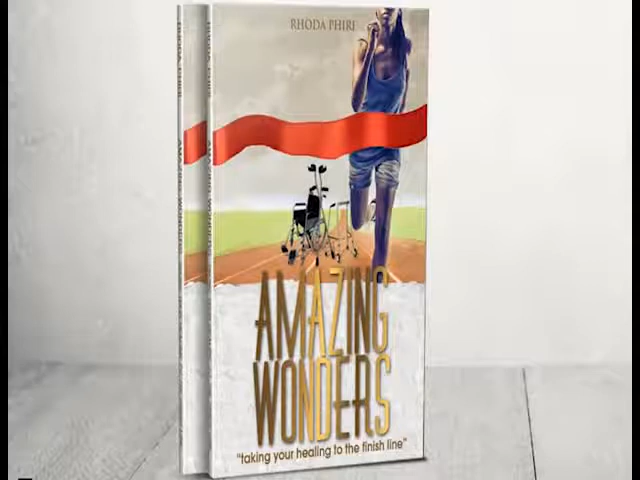 RHODA PHIRI
AMAZING
WONDERS
"taking your healing to the finish line"